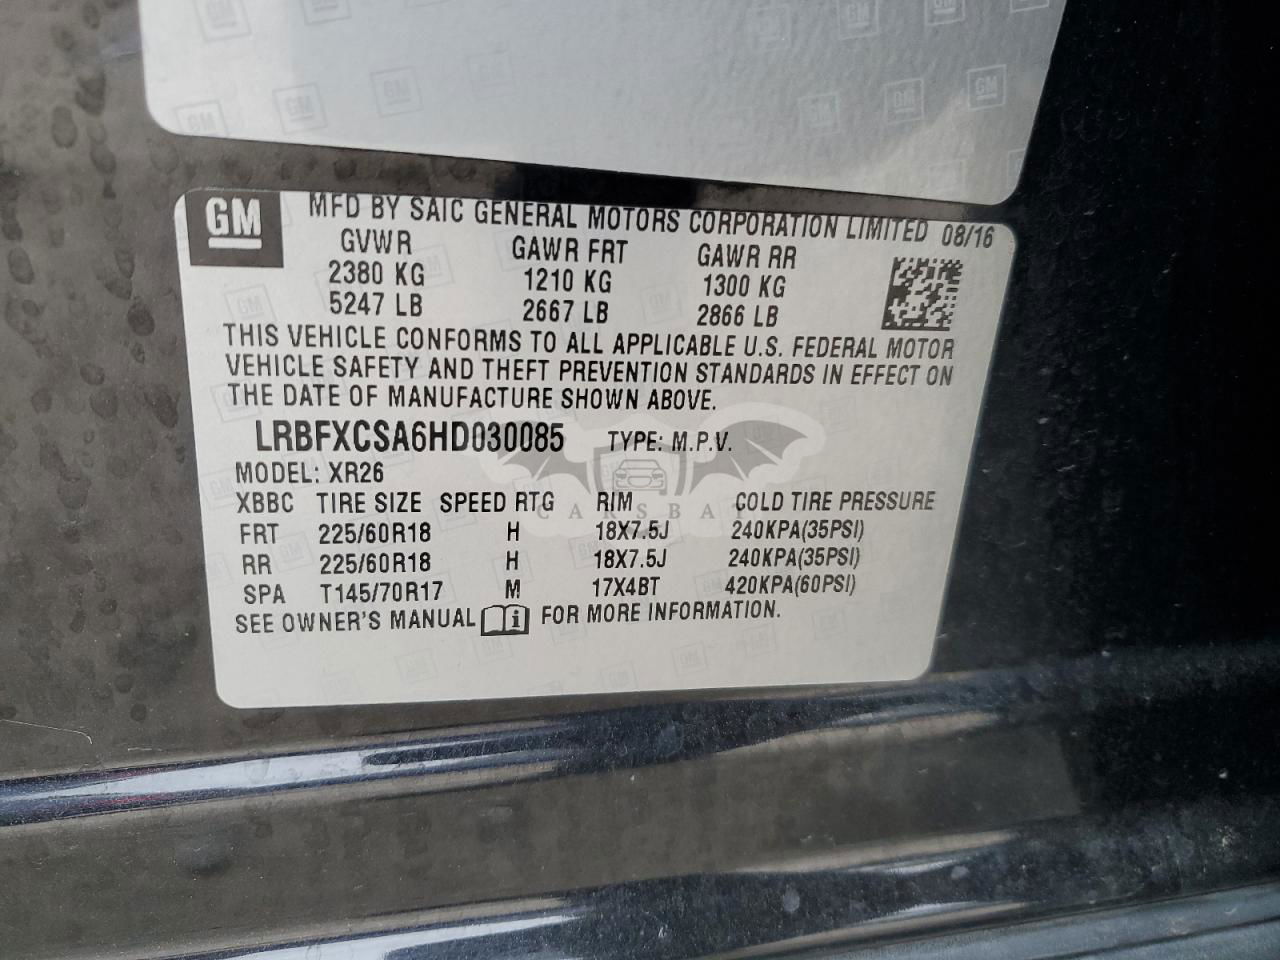 GM
MFD BY SAIC GENERAL MOTORS CORPORATION LIMITED 08/16
GVWR GAWR FRT GAWR RR
2380 KG 1210 KG 1300 KG
5247 LB 2667 LB 2866 LB
THIS VEHICLE CONFORMS TO ALL APPLICABLE U.S. FEDERAL MOTOR
VEHICLE SAFETY AND THEFT PREVENTION STANDARDS IN EFFECT ON
THE DATE OF MANUFACTURE SHOWN ABOVE.
LRBFXCSA6HD030085 TYPE: M.P.V.
MODEL: XR26
XBBC TIRE SIZE SPEED RTG RIM COLD TIRE PRESSURE
CARSBAT
FRT 225/60R18 H 18X7.5J 240KPA(35PSI)
RR 225/60R18 H 18X7.5J 240KPA(35PSI)
SPA T145/70R17 M 17X4BT 420KPA(60PSI)
SEE OWNER'S MANUAL i FOR MORE INFORMATION.